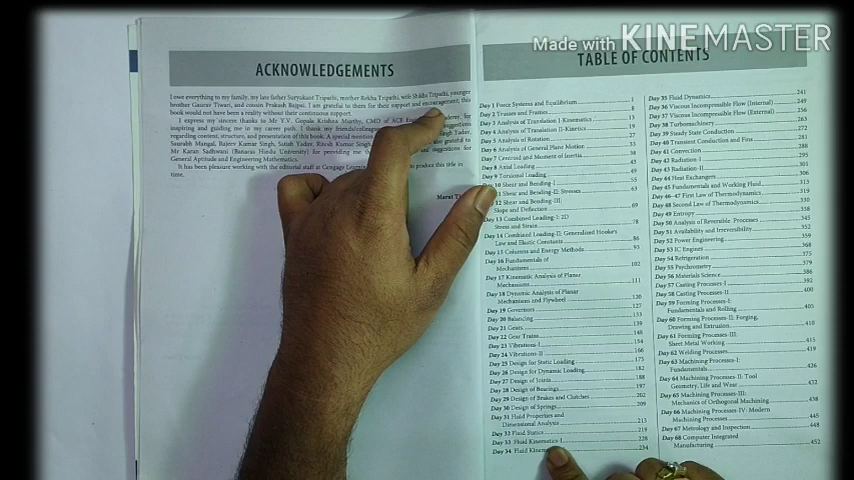 Made with KINEMASTER
ACKNOWLEDGEMENTS
I owe everything to my family, my late father Suryakant Tripathi, mother Rekha Tripathi, wife Shikha Tripathi, younger
brother Gaurav Tiwari, and cousin Prakash Bajpai. I am grateful to them for their support and encouragement, this
book would not have been a reality without their continuous support.
I express my sincere thanks to Mr Y.V. Gopala Krishna Murthy, CMD of ACE for
inspiring and guiding me in my career path. I thank my friends/colleagu suggestions
regarding content, structure, and presentation of this book. A special mention Singh Yadav,
Saurabh Mangal, Rajeev Kumar Singh, Satish Yadav, Ritesh Kumar Singh grateful to
Mr Karan Sadhwani (Banaras Hindu University) for providing me and suggestions for
General Aptitude and Engineering Mathematics.
It has been pleasure working with the editorial staff at Cengage Learnin to produce this title in
time.
TABLE OF CONTENTS
Day 1 Force Systems and Equilibrium 1
Day 2 Trusses and Frames 8
Day 3 Analysis of Translation-I-Kinematics 13
Day 4 Analysis of Translation-II-Kinetics 19
Day 5 Analysis of Rotation 27
Day 6 Analysis of General Plane Motion 33
Day 7 Centroid and Moment of Inertia 38
Day 8 Axial Loading 45
Day 9 Torsional Loading 49
Day 10 Shear and Bending-I 55
11 Shear and Bending-II: Stresses 63
12 Shear and Bending-III:
Slope and Deflection 69
Day 13 Combined Loading-I: 2D
Stress and Strain 78
Day 14 Combined Loading-II: Generalized Hooke's
Law and Elastic Constants 86
Day 15 Columns and Energy Methods 95
Day 16 Fundamentals of
Mechanisms 102
Day 17 Kinematic Analysis of Planar
Mechanisms 111
Day 18 Dynamic Analysis of Planar
Mechanisms and Flywheel 120
Day 19 Governors 127
Day 20 Balancing 133
Day 21 Gears 139
Day 22 Gear Trains 148
Day 23 Vibrations-I 154
Day 24 Vibrations-II 166
Day 25 Design for Static Loading 175
Day 26 Design for Dynamic Loading 182
Day 27 Design of Joints 188
Day 28 Design of Bearings 197
Day 29 Design of Brakes and Clutches 202
Day 30 Design of Springs 209
Day 31 Fluid Properties and
Dimensional Analysis 213
Day 32 Fluid Statics 219
Day 33 Fluid Kinematics-I 228
Day 34 Fluid 234
Day 35 Fluid Dynamics 241
Day 36 Viscous Incompressible Flow (Internal) 249
Day 37 Viscous Incompressible Flow (External) 256
Day 38 Turbomachinery 263
Day 39 Steady State Conduction 272
Day 40 Transient Conduction and Fins 281
Day 41 Convection 288
Day 42 Radiation-I 295
Day 43 Radiation-II 301
Day 44 Heat Exchangers 306
Day 45 Fundamentals and Working Fluid 313
Day 46-47 First Law of Thermodynamics 319
Day 48 Second Law of Thermodynamics 330
Day 49 Entropy 338
Day 50 Analysis of Reversible Processes 345
Day 51 Availability and Irreversibility 352
Day 52 Power Engineering 359
Day 53 IC Engines 368
Day 54 Refrigeration 375
Day 55 Psychrometry 379
Day 56 Materials Science 386
Day 57 Casting Processes-I 392
Day 58 Casting Processes-II 400
Day 59 Forming Processes-I:
Fundamentals and Rolling 405
Day 60 Forming Processes-II: Forging,
Drawing and Extrusion 410
Day 61 Forming Processes-III:
Sheet Metal Working 415
Day 62 Welding Processes 419
Day 63 Machining Processes-I:
Fundamentals 426
Day 64 Machining Processes-II: Tool
Geometry, Life and Wear 432
Day 65 Machining Processes-III:
Mechanics of Orthogonal Machining 438
Day 66 Machining Processes-IV: Modern
Machining Processes 445
Day 67 Metrology and Inspection 448
Day 68 Computer Integrated
Manufacturing 452